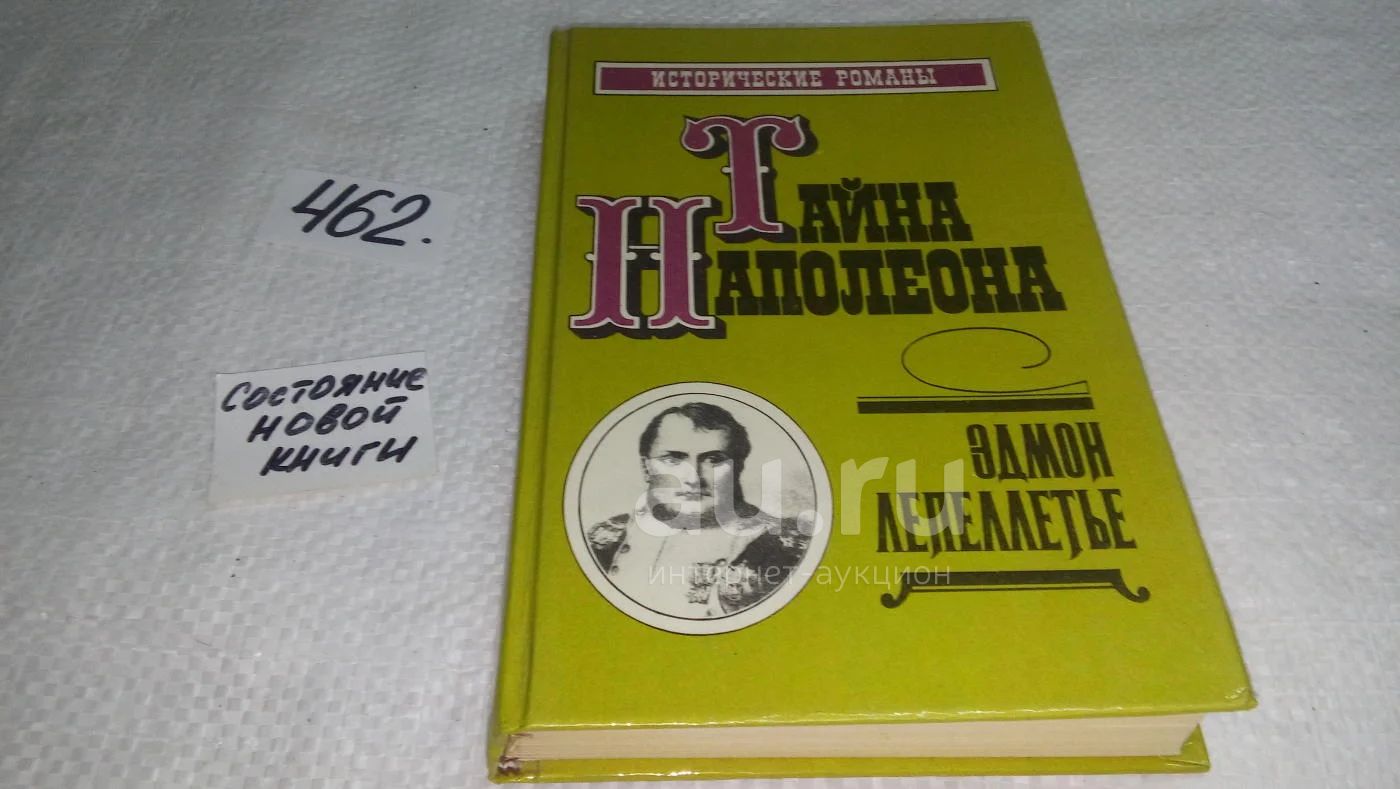 ИСТОРИЧЕСКИЕ РОМАНЫ
ТАЙНА
НАПОЛЕОНА
ЭДМОН
ЛЕПЕЛЛЕТЬЕ
462.
Состояние
новой
книги
au.ru
интернет-аукцион